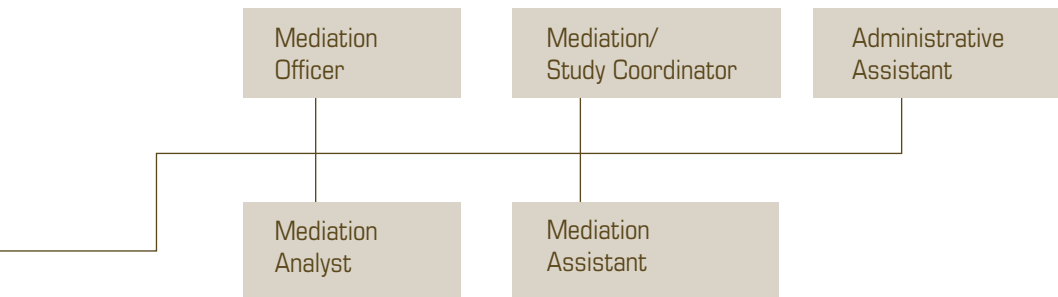 Mediation
Officer
Mediation/
Study Coordinator
Administrative
Assistant
Mediation
Analyst
Mediation
Assistant